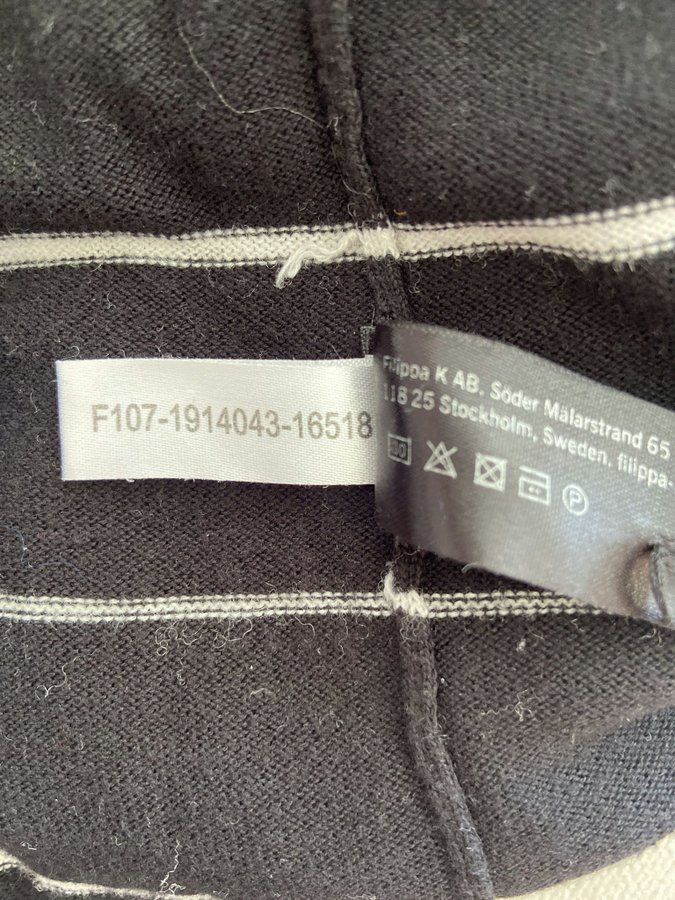 F107-1914043-16518
Filippa K AB. Söder Mälarstrand 65
118 25 Stockholm, Sweden. filippa-
P